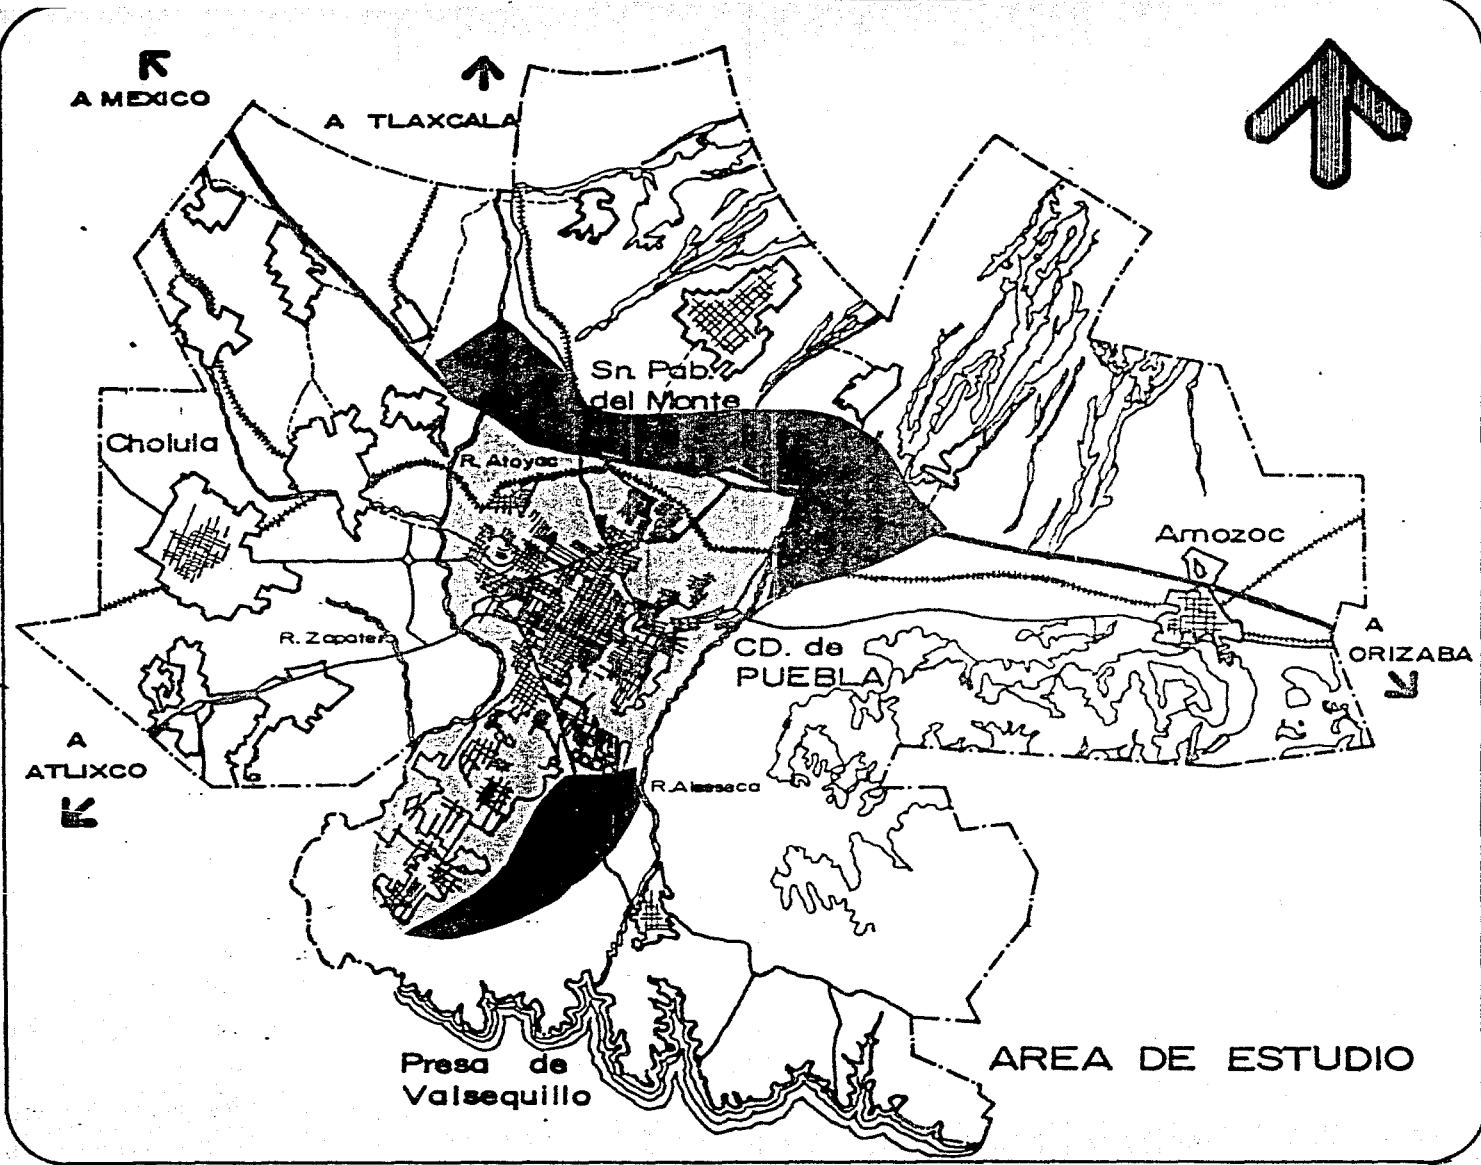 A MEXICO
A TLAXCALA
Sn. Pab.
del Monte
Cholula
R. Atoyac
Amozoc
R. Zapatero
CD. de
PUEBLA
A
ORIZABA
A
ATLIXCO
R. Alseseca
AREA DE ESTUDIO
Presa de
Valsequillo